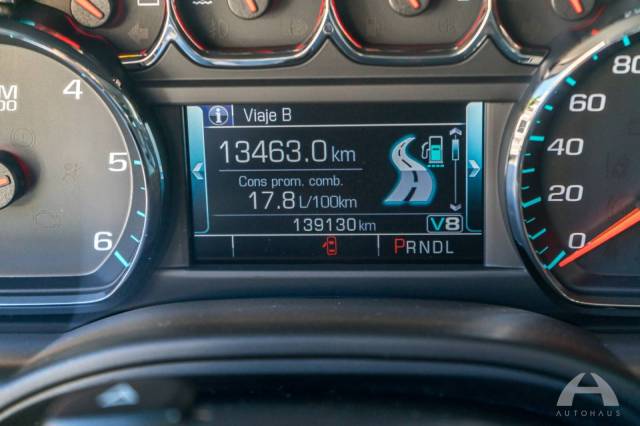 Viaje B
13463.0 km
Cons prom. comb.
17.8 L/100km
139130 km
V8
PRNDL
4
5
6
80
60
40
20
0
AUTOHAUS